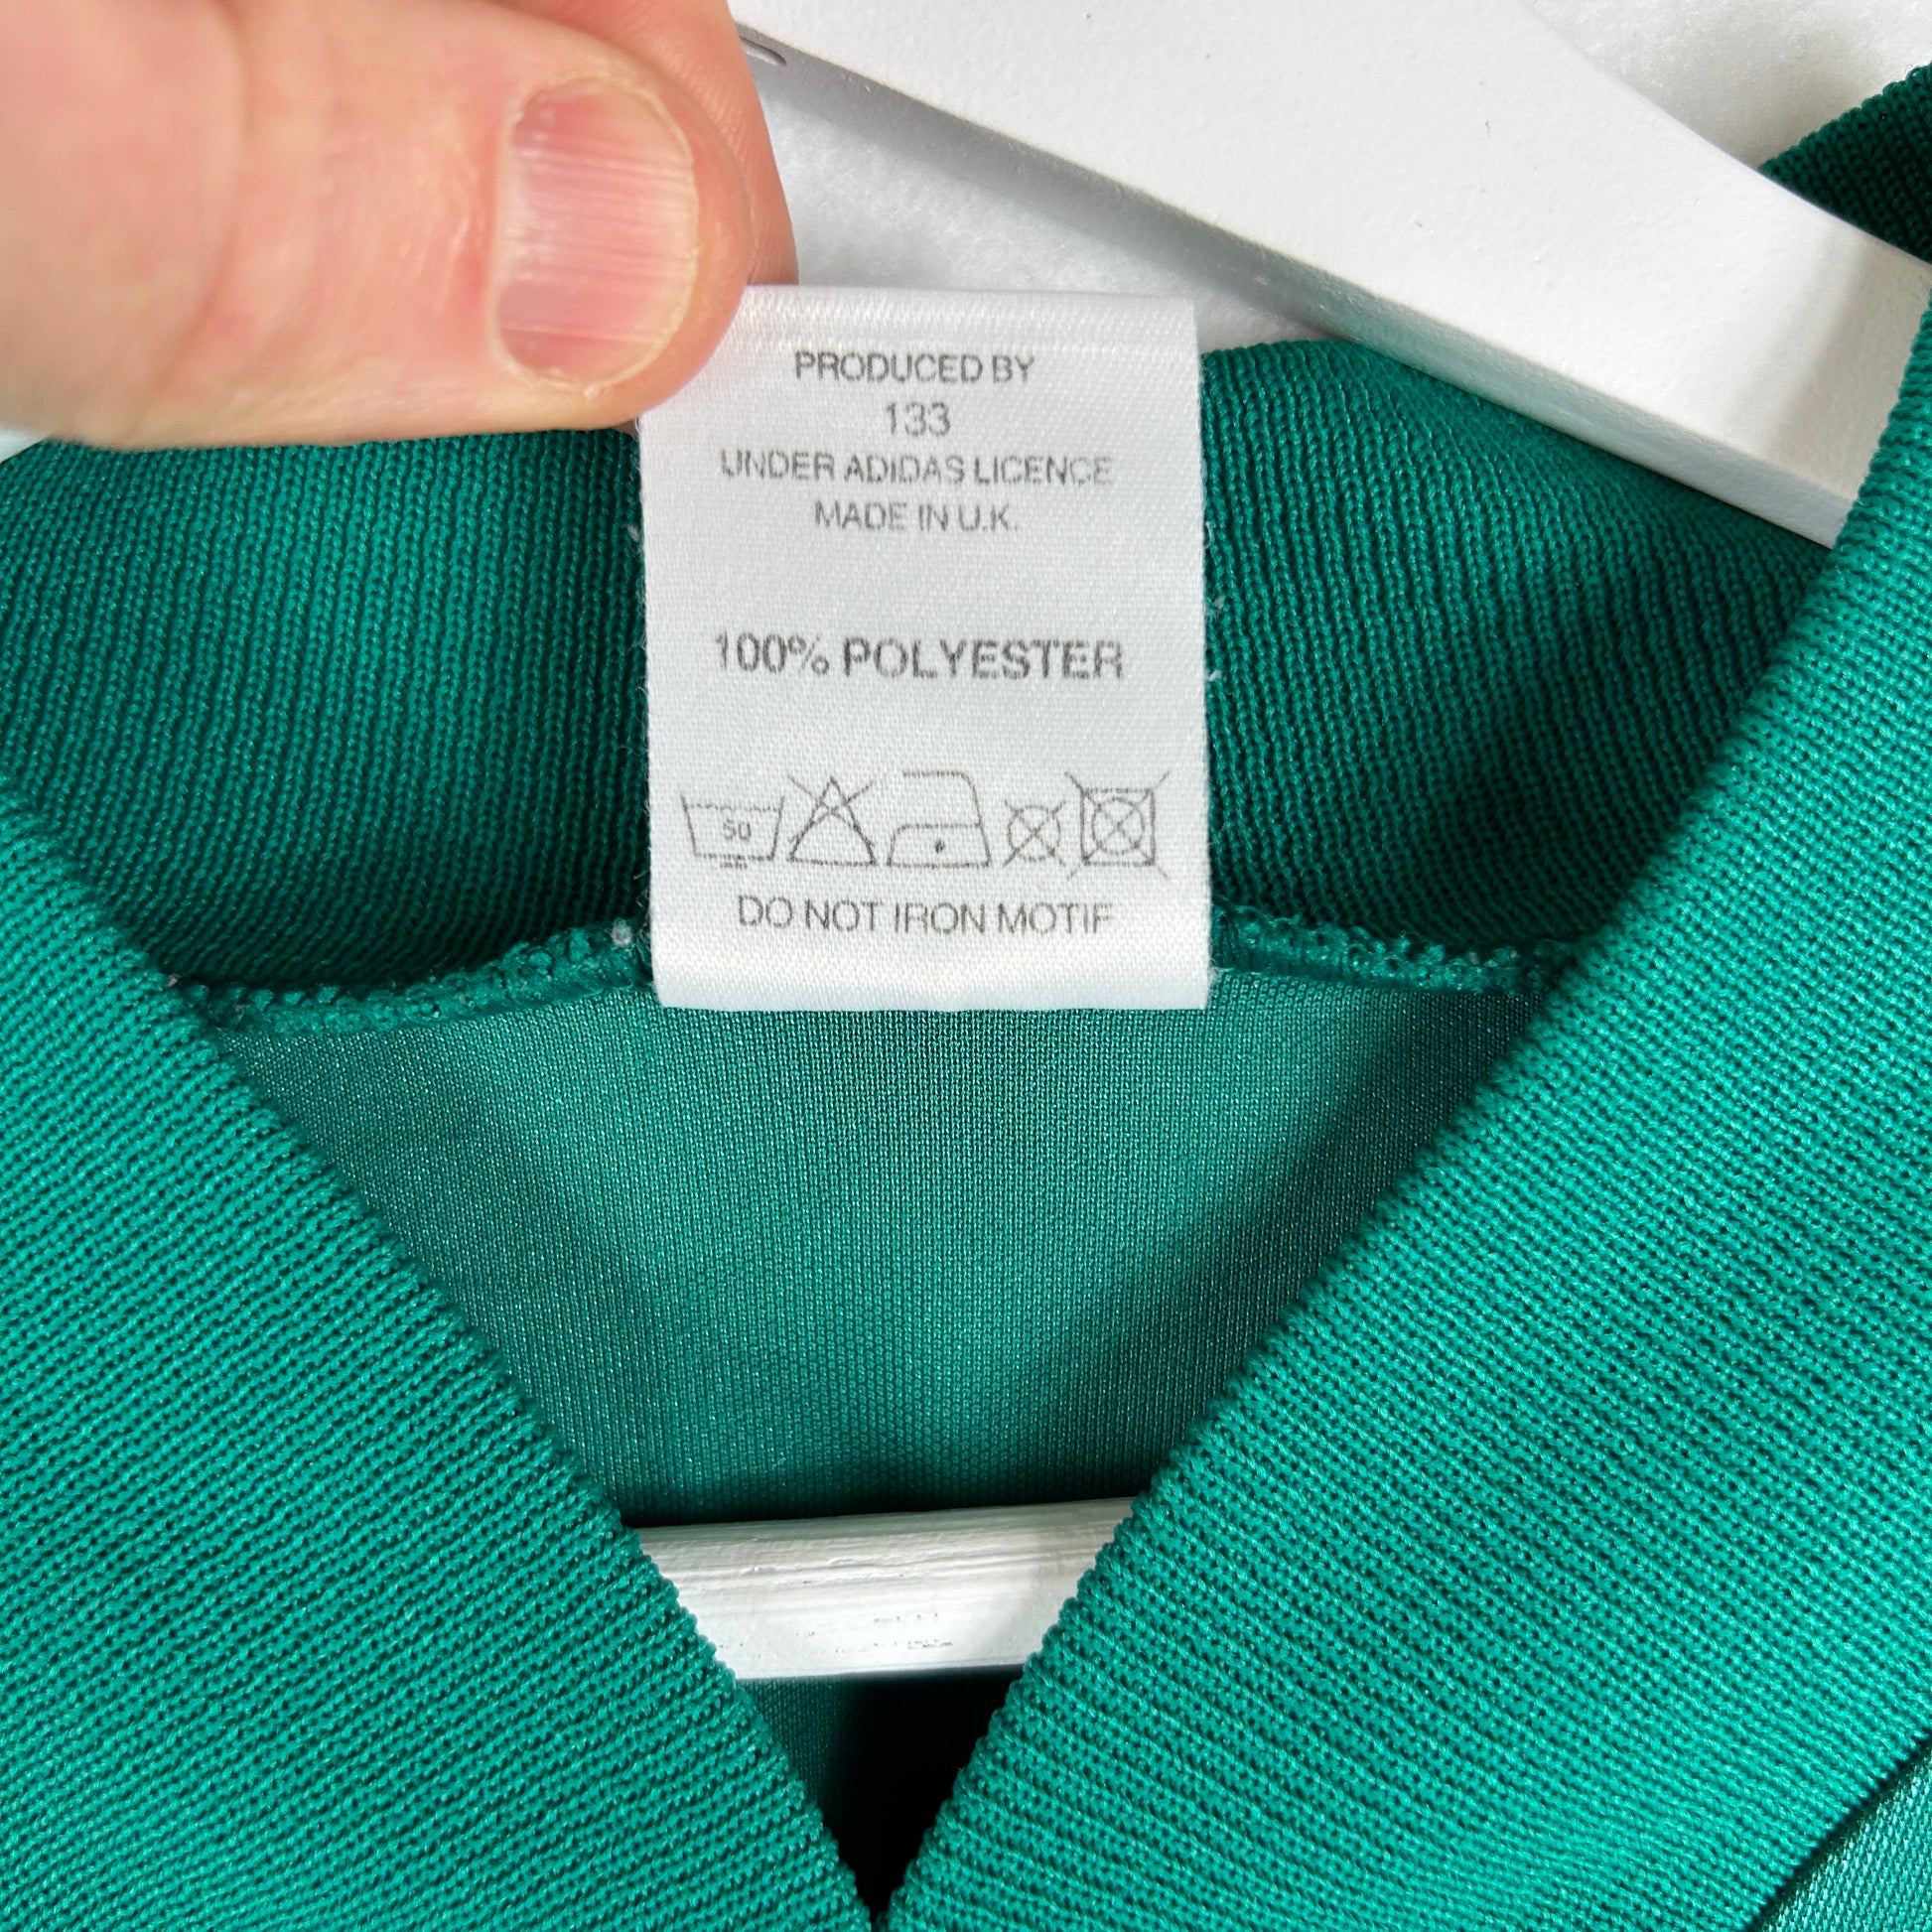 PRODUCED BY
133
UNDER ADIDAS LICENCE
MADE IN U.K.
100% POLYESTER
50
DO NOT IRON MOTIF